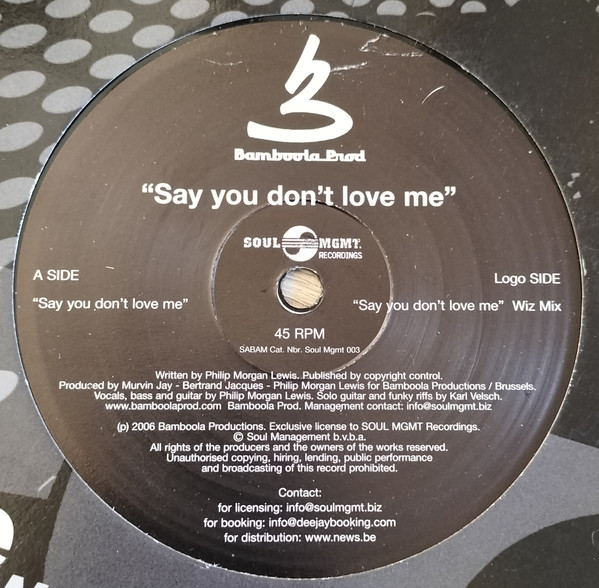 Bamboola Prod
“Say you don't love me”
SOUL MGMT.
RECORDINGS
A SIDE
Logo SIDE
“Say you don't love me”
“Say you don't love me” Wiz Mix
45 RPM
SABAM Cat. Nbr. Soul Mgmt 003
Written by Philip Morgan Lewis. Published by copyright control.
Produced by Murvin Jay - Bertrand Jacques - Philip Morgan Lewis for Bamboola Productions / Brussels.
Vocals, bass and guitar by Philip Morgan Lewis. Solo guitar and funky riffs by Karl Velsch.
www.bamboolaprod.com Bamboola Prod. Management contact: info@soulmgmt.biz
(p) 2006 Bamboola Productions. Exclusive license to SOUL MGMT Recordings.
© Soul Management b.v.b.a.
All rights of the producers and the owners of the works reserved.
Unauthorised copying, hiring, lending, public performance
and broadcasting of this record prohibited.
Contact:
for licensing: info@soulmgmt.biz
for booking: info@deejaybooking.com
for distribution: www.news.be